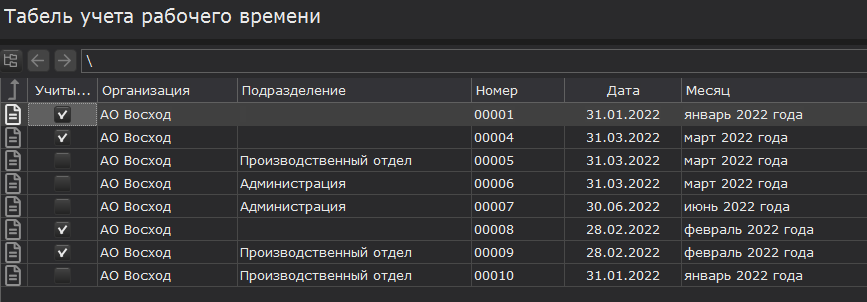 Табель учета рабочего времени
\
Учиты... Организация Подразделение Номер Дата Месяц
АО Восход 00001 31.01.2022 январь 2022 года
АО Восход 00004 31.03.2022 март 2022 года
АО Восход Производственный отдел 00005 31.03.2022 март 2022 года
АО Восход Администрация 00006 31.03.2022 март 2022 года
АО Восход Администрация 00007 30.06.2022 июнь 2022 года
АО Восход 00008 28.02.2022 февраль 2022 года
АО Восход Производственный отдел 00009 28.02.2022 февраль 2022 года
АО Восход Производственный отдел 00010 31.01.2022 январь 2022 года